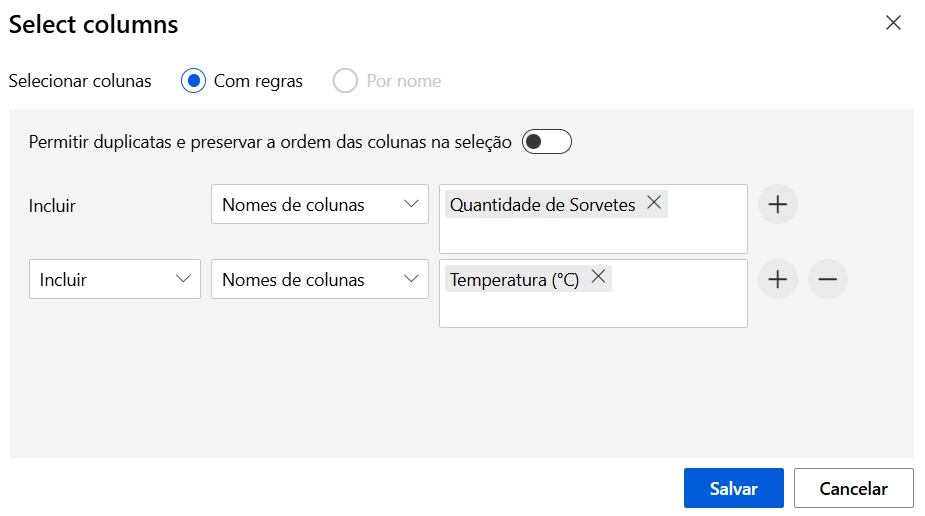 Select columns
Selecionar colunas Com regras Por nome
Permitir duplicatas e preservar a ordem das colunas na seleção
Incluir Nomes de colunas Quantidade de Sorvetes
Incluir Nomes de colunas Temperatura (°C)
Salvar Cancelar